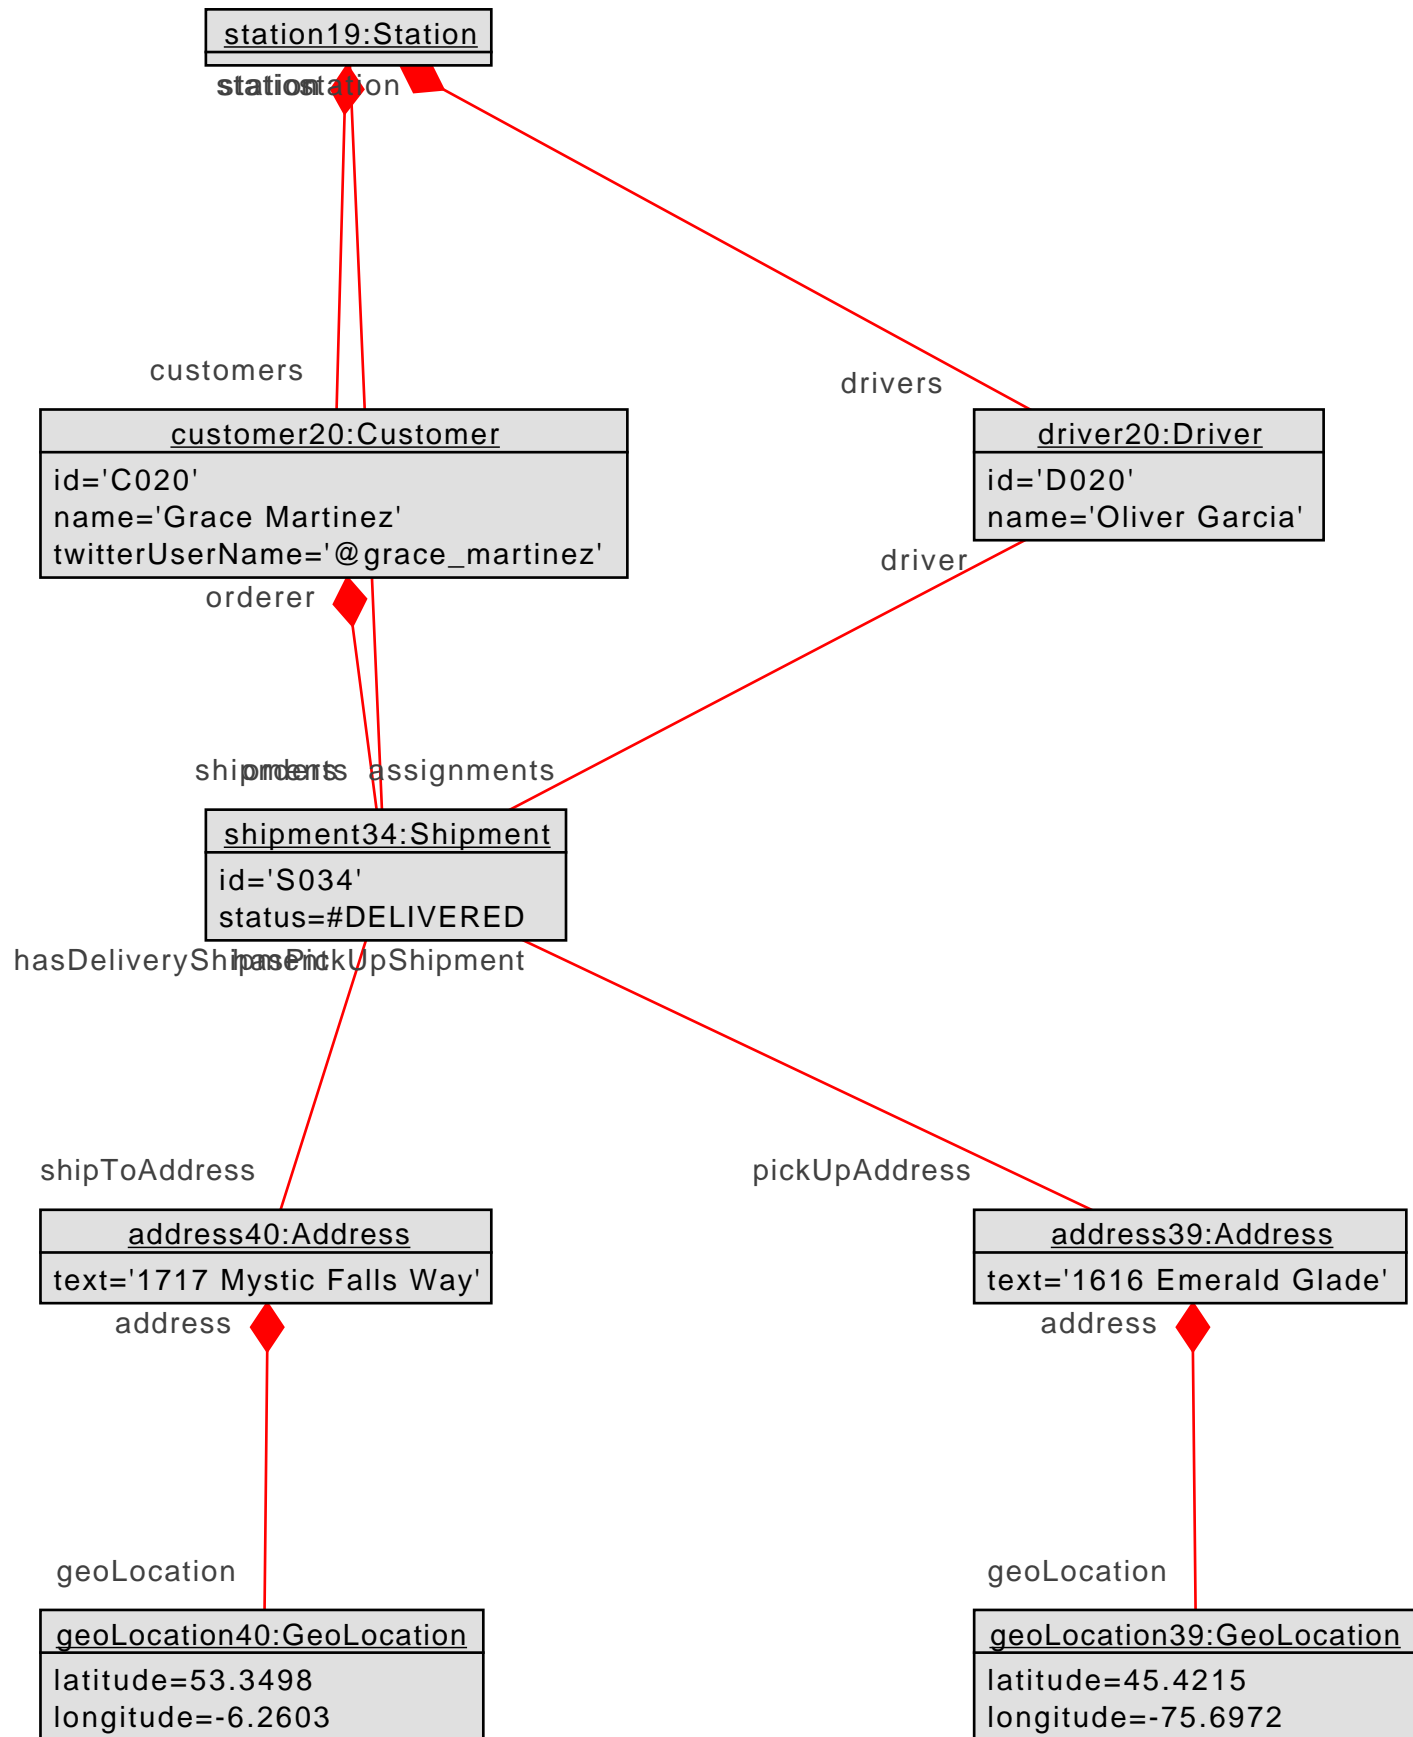 station19:Station
station
station
station
customers
drivers
customer20:Customer
id='C020'
name='Grace Martinez'
twitterUserName='@grace_martinez'
driver20:Driver
id='D020'
name='Oliver Garcia'
orderer
driver
shipments
orders
assignments
shipment34:Shipment
id='S034'
status=#DELIVERED
hasDeliveryShipment
hasPickUpShipment
shipToAddress
pickUpAddress
address40:Address
text='1717 Mystic Falls Way'
address39:Address
text='1616 Emerald Glade'
address
address
geoLocation
geoLocation
geoLocation40:GeoLocation
latitude=53.3498
longitude=-6.2603
geoLocation39:GeoLocation
latitude=45.4215
longitude=-75.6972